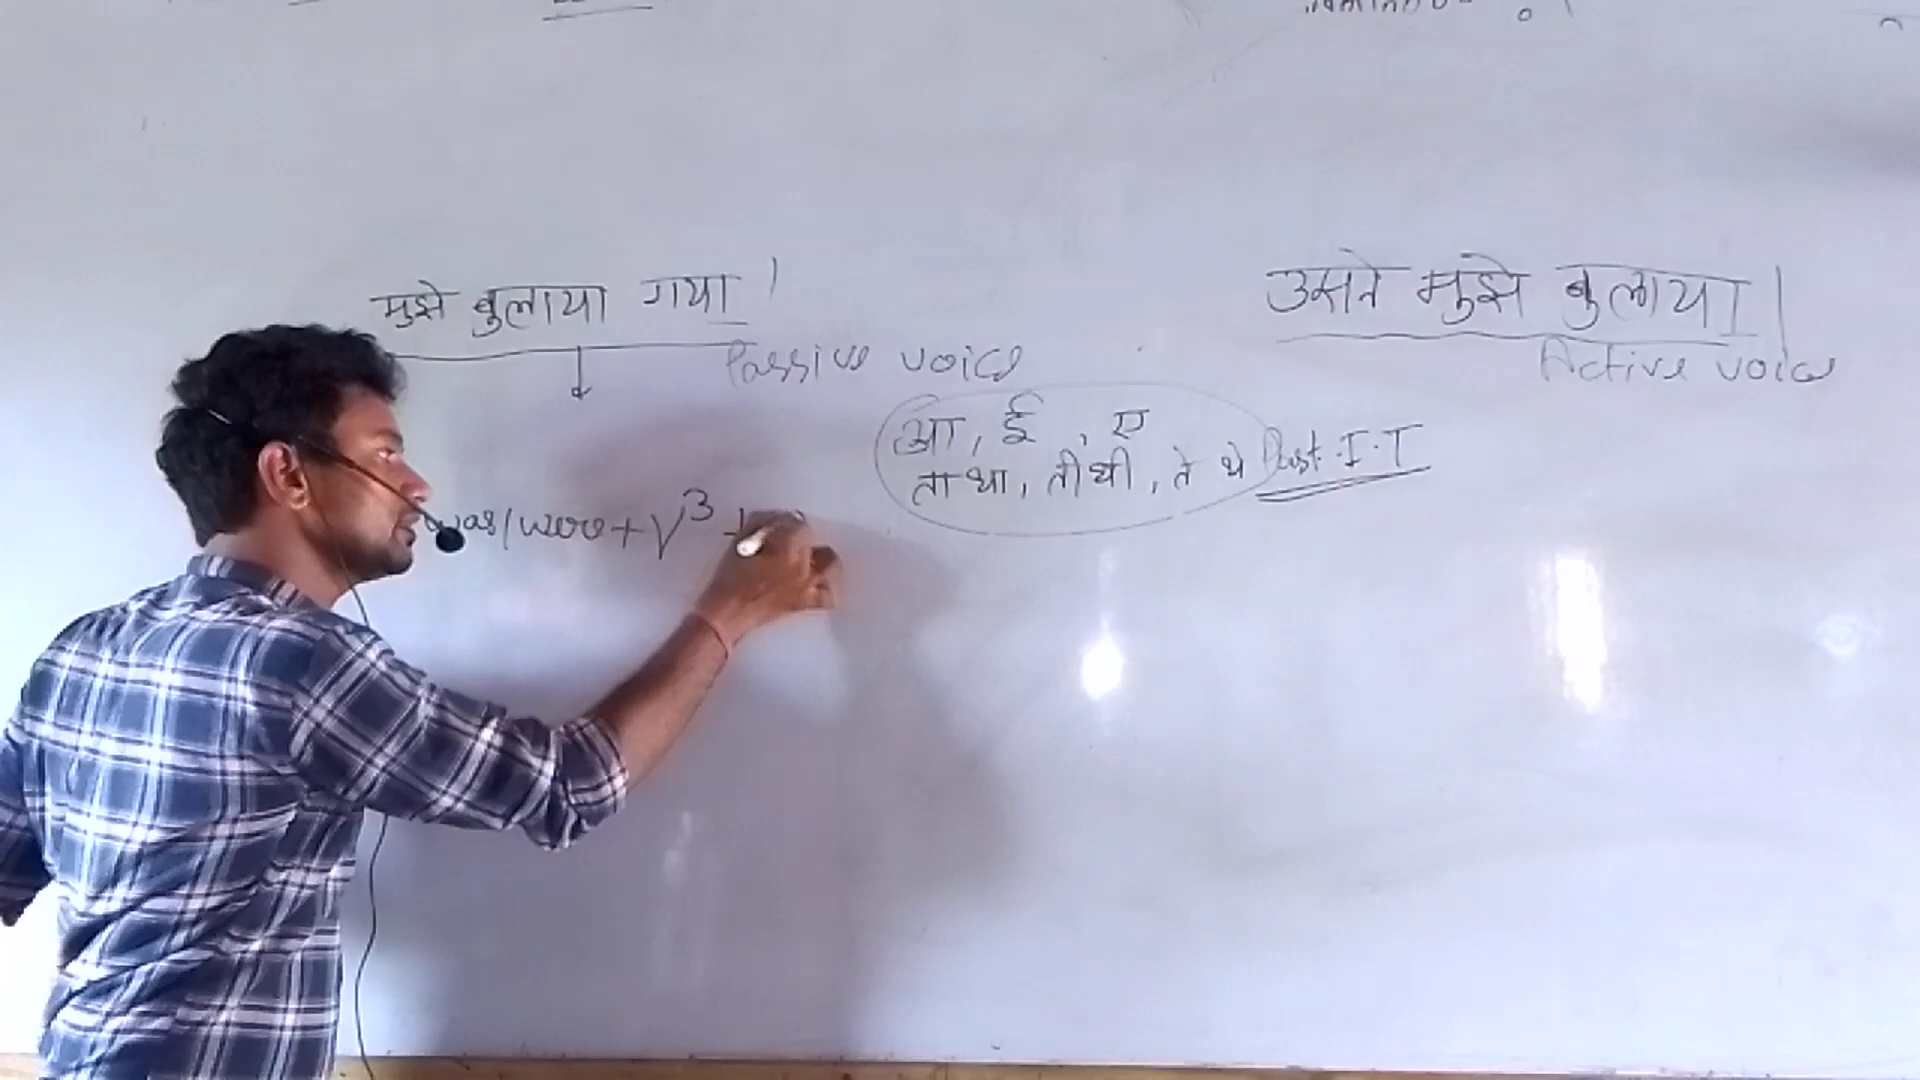 मुझे बुलाया गया।
Passive voice
उसने मुझे बुलाया।
Active voice
आ, ई, ए
ता था, ती थी, ते थे Past. I. T
was/were + V3 +